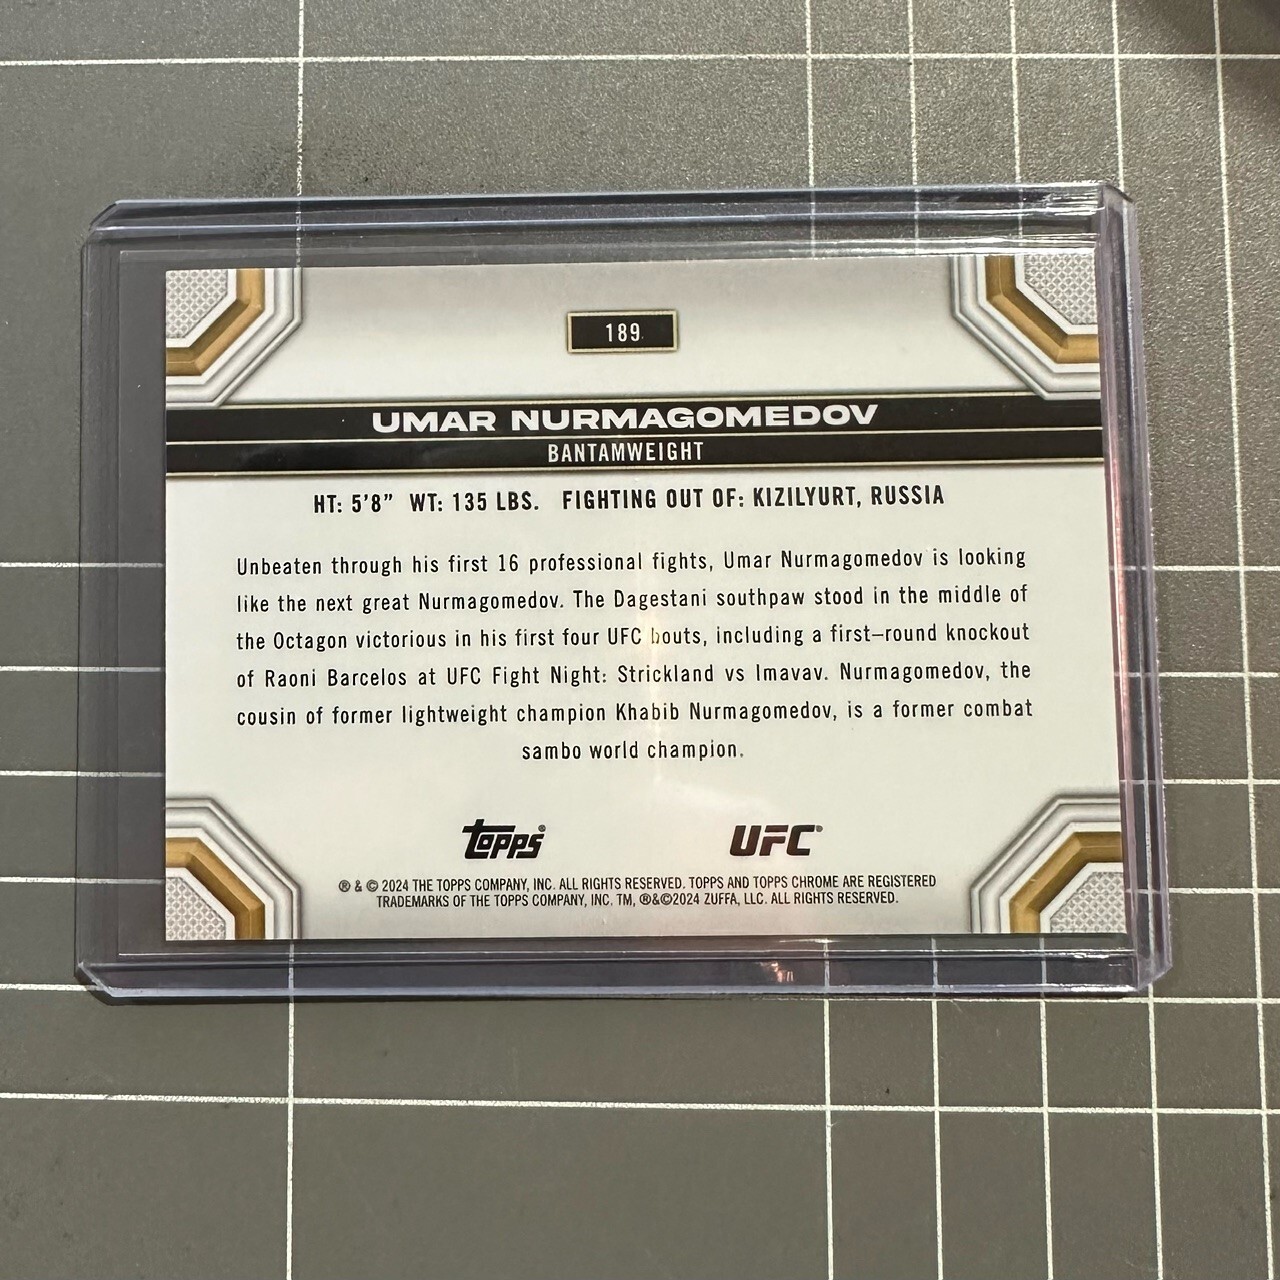 189
UMAR NURMAGOMEDOV
BANTAMWEIGHT
HT: 5'8" WT: 135 LBS. FIGHTING OUT OF: KIZILYURT, RUSSIA
Unbeaten through his first 16 professional fights, Umar Nurmagomedov is looking
like the next great Nurmagomedov. The Dagestani southpaw stood in the middle of
the Octagon victorious in his first four UFC bouts, including a first–round knockout
of Raoni Barcelos at UFC Fight Night: Strickland vs Imavav. Nurmagomedov, the
cousin of former lightweight champion Khabib Nurmagomedov, is a former combat
sambo world champion.
Topps® UFC®
® & © 2024 THE TOPPS COMPANY, INC. ALL RIGHTS RESERVED. TOPPS AND TOPPS CHROME ARE REGISTERED
TRADEMARKS OF THE TOPPS COMPANY, INC. TM, ®&©2024 ZUFFA, LLC. ALL RIGHTS RESERVED.